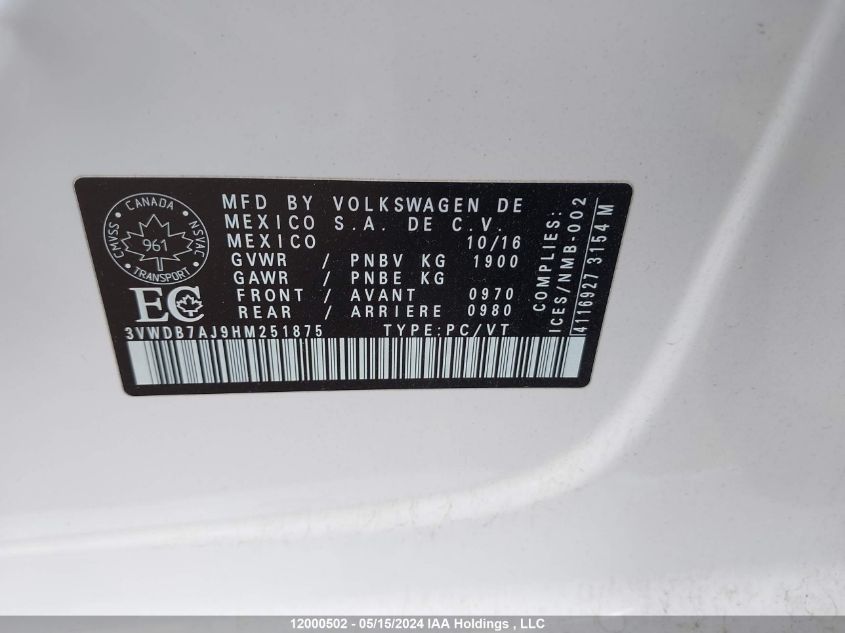 CANADA
CMVSS NSVAC
961
TRANSPORT
EC
MFD BY VOLKSWAGEN DE
MEXICO S.A. DE C.V.
MEXICO 10/16
GVWR / PNBV KG 1900
GAWR / PNBE KG
FRONT / AVANT 0970
REAR / ARRIERE 0980
3VWDB7AJ9HM251875 TYPE:PC/VT
COMPLIES:
ICES/NMB-002
4116927 3154 M
12000502 - 05/15/2024 IAA Holdings , LLC